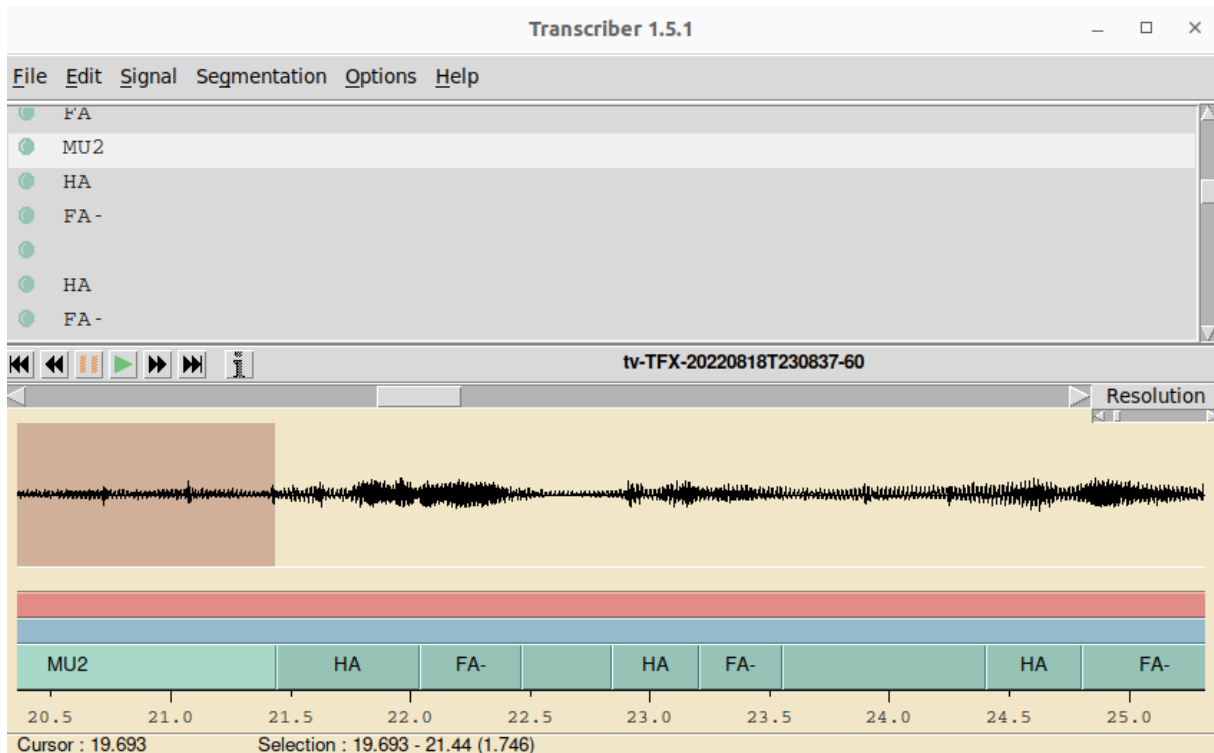 Transcriber 1.5.1
File Edit Signal Segmentation Options Help
FA
MU2
HA
FA-
HA
FA-
i tv-TFX-20220818T230837-60
Resolution
MU2 HA FA- HA FA- HA FA-
20.5 21.0 21.5 22.0 22.5 23.0 23.5 24.0 24.5 25.0
Cursor : 19.693 Selection : 19.693 - 21.44 (1.746)